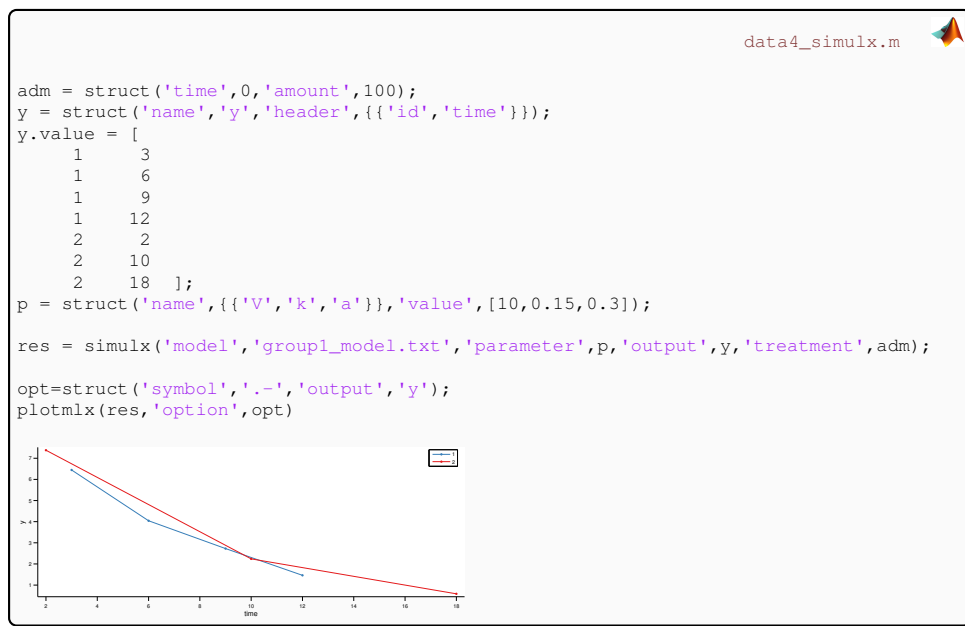 data4_simulx.m
adm = struct('time',0,'amount',100);
y = struct('name','y','header',{{'id','time'}});
y.value = [
1 3
1 6
1 9
1 12
2 2
2 10
2 18 ];
p = struct('name',{{'V','k','a'}},'value',[10,0.15,0.3]);
res = simulx('model','group1_model.txt','parameter',p,'output',y,'treatment',adm);
opt=struct('symbol','.-','output','y');
plotmlx(res,'option',opt)
1
2
7
6
5
4
3
2
1
y
2 4 6 8 10 12 14 16 18
time